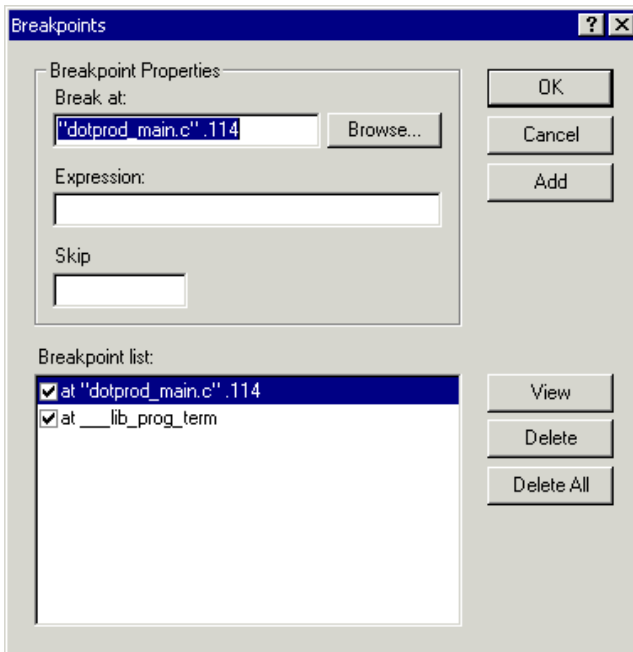 Breakpoints
Breakpoint Properties
Break at:
"dotprod_main.c" .114
Browse...
Expression:
Skip
OK
Cancel
Add
Breakpoint list:
at "dotprod_main.c" .114
at ___lib_prog_term
View
Delete
Delete All